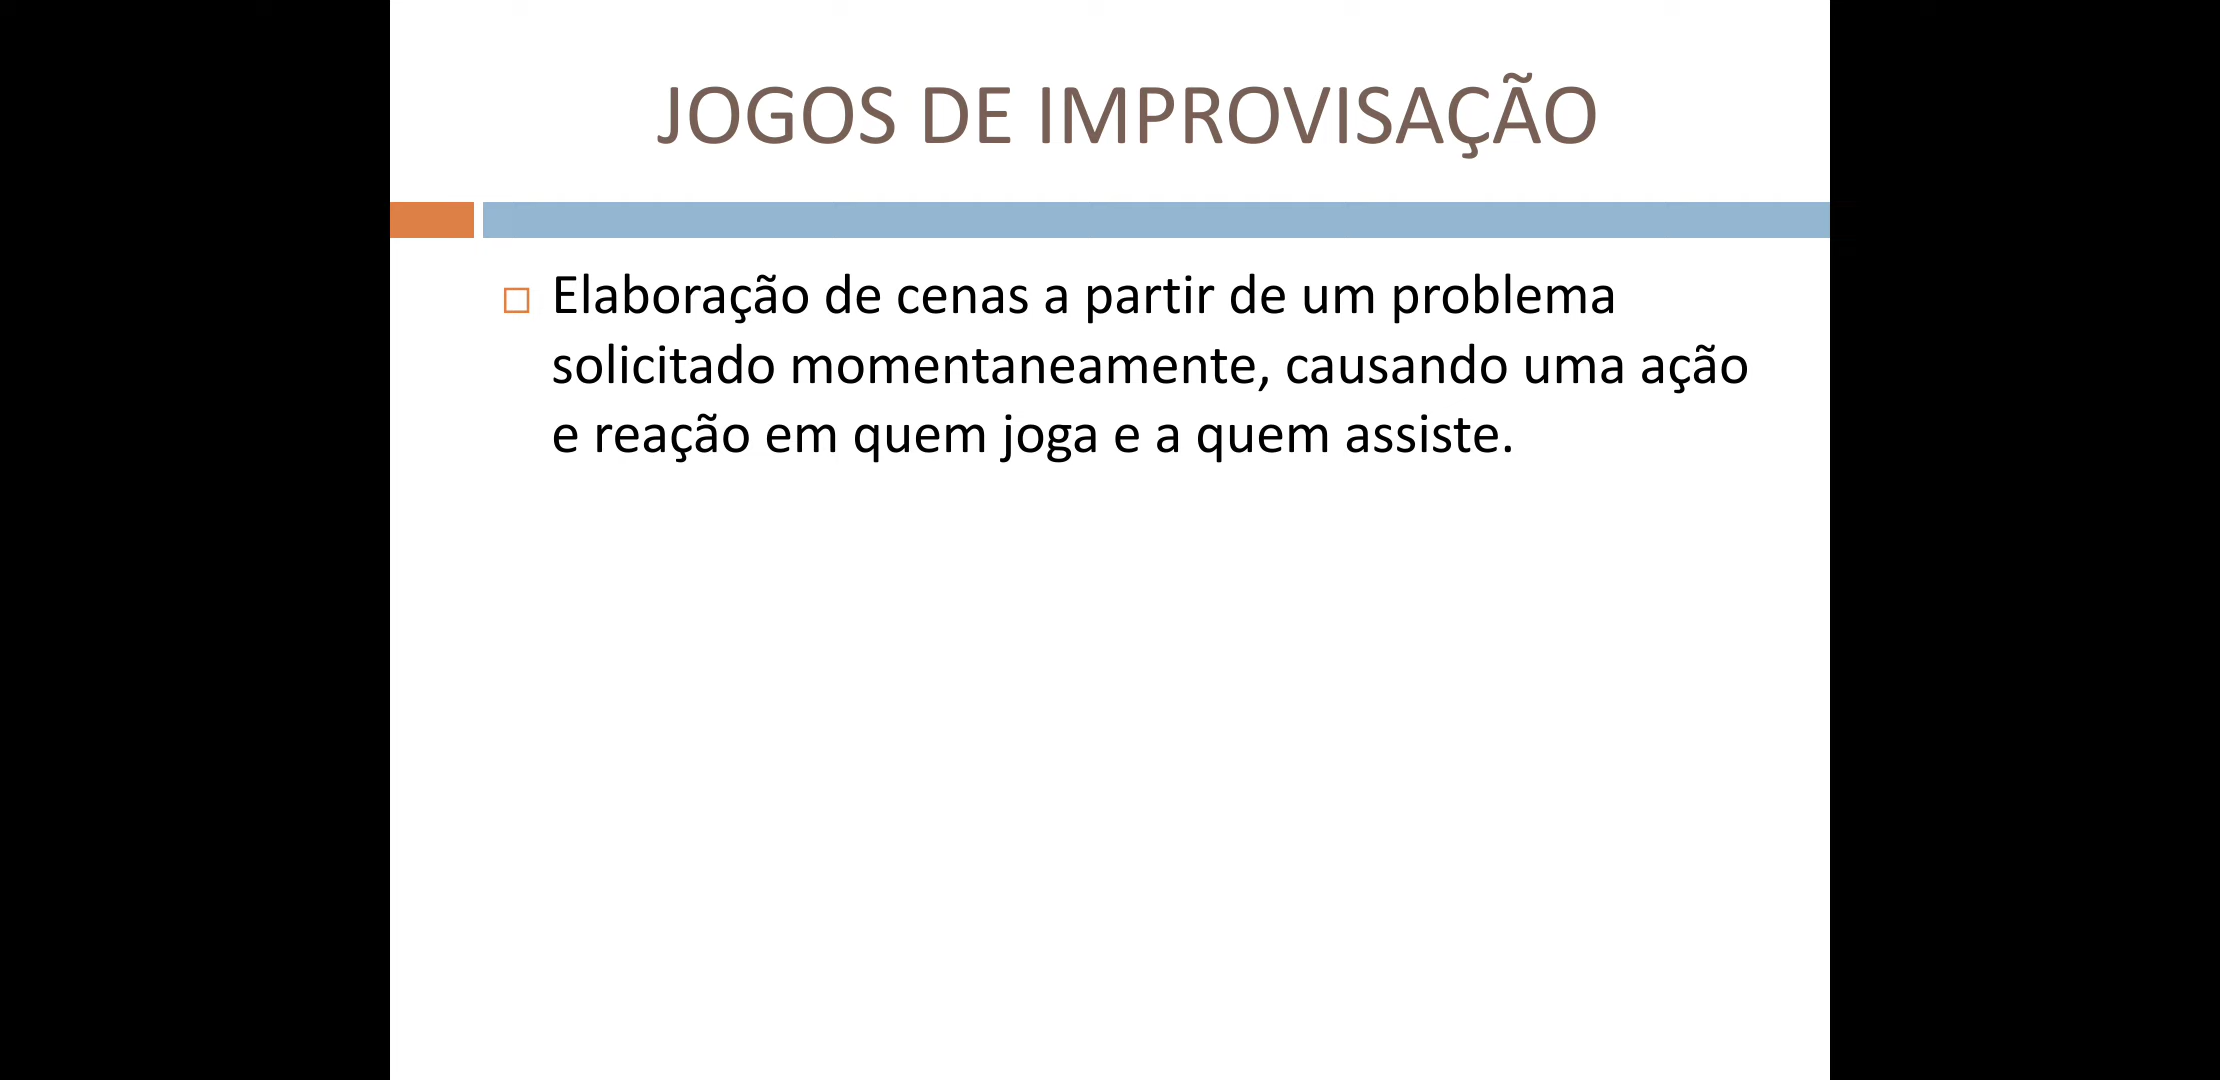 JOGOS DE IMPROVISAÇÃO
Elaboração de cenas a partir de um problema
solicitado momentaneamente, causando uma ação
e reação em quem joga e a quem assiste.